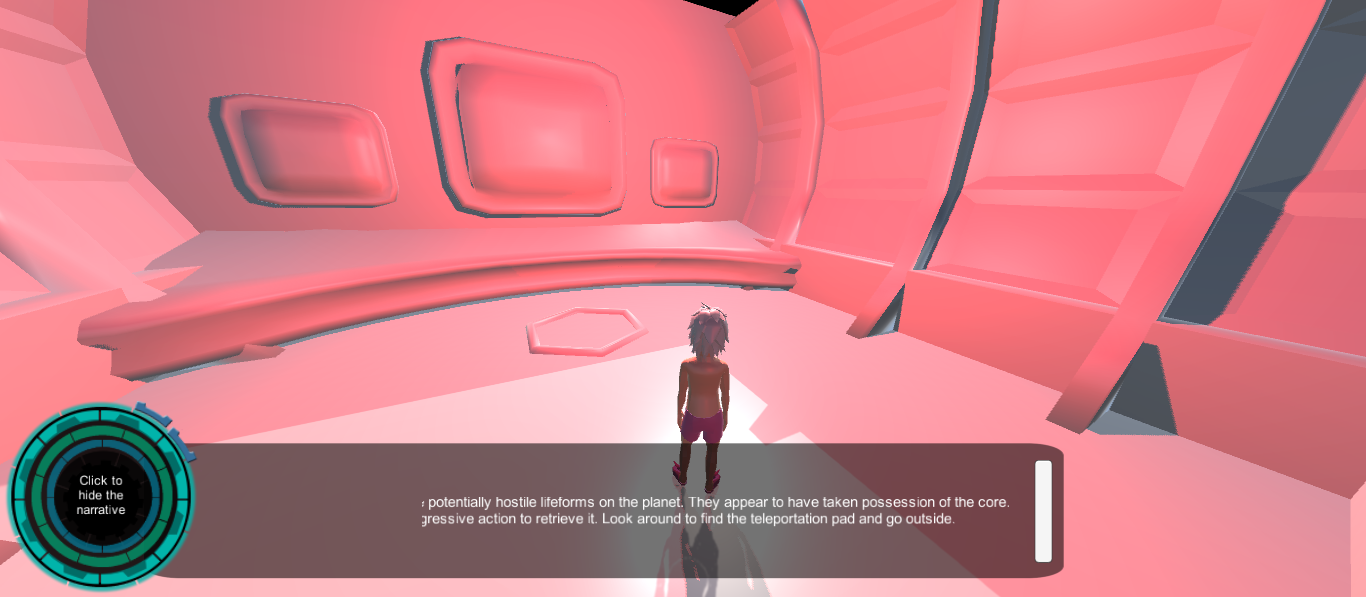 Click to
hide the
narrative
potentially hostile lifeforms on the planet. They appear to have taken possession of the core.
gressive action to retrieve it. Look around to find the teleportation pad and go outside.